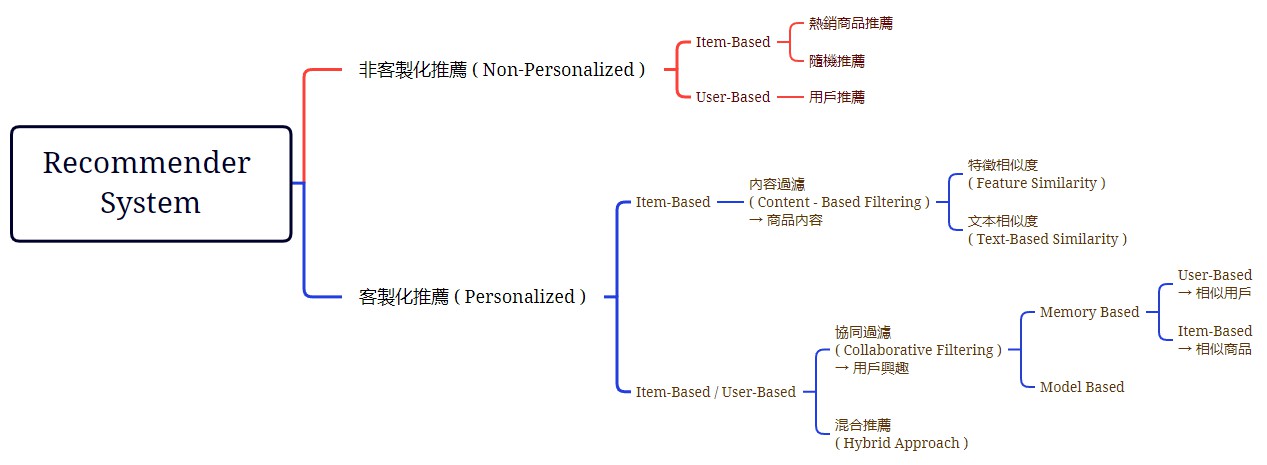 Recommender
System
非客製化推薦 ( Non-Personalized )
Item-Based
熱銷商品推薦
隨機推薦
User-Based
用戶推薦
客製化推薦 ( Personalized )
Item-Based
內容過濾
( Content - Based Filtering )
→ 商品內容
特徵相似度
( Feature Similarity )
文本相似度
( Text-Based Similarity )
Item-Based / User-Based
協同過濾
( Collaborative Filtering )
→ 用戶興趣
Memory Based
User-Based
→ 相似用戶
Item-Based
→ 相似商品
Model Based
混合推薦
( Hybrid Approach )